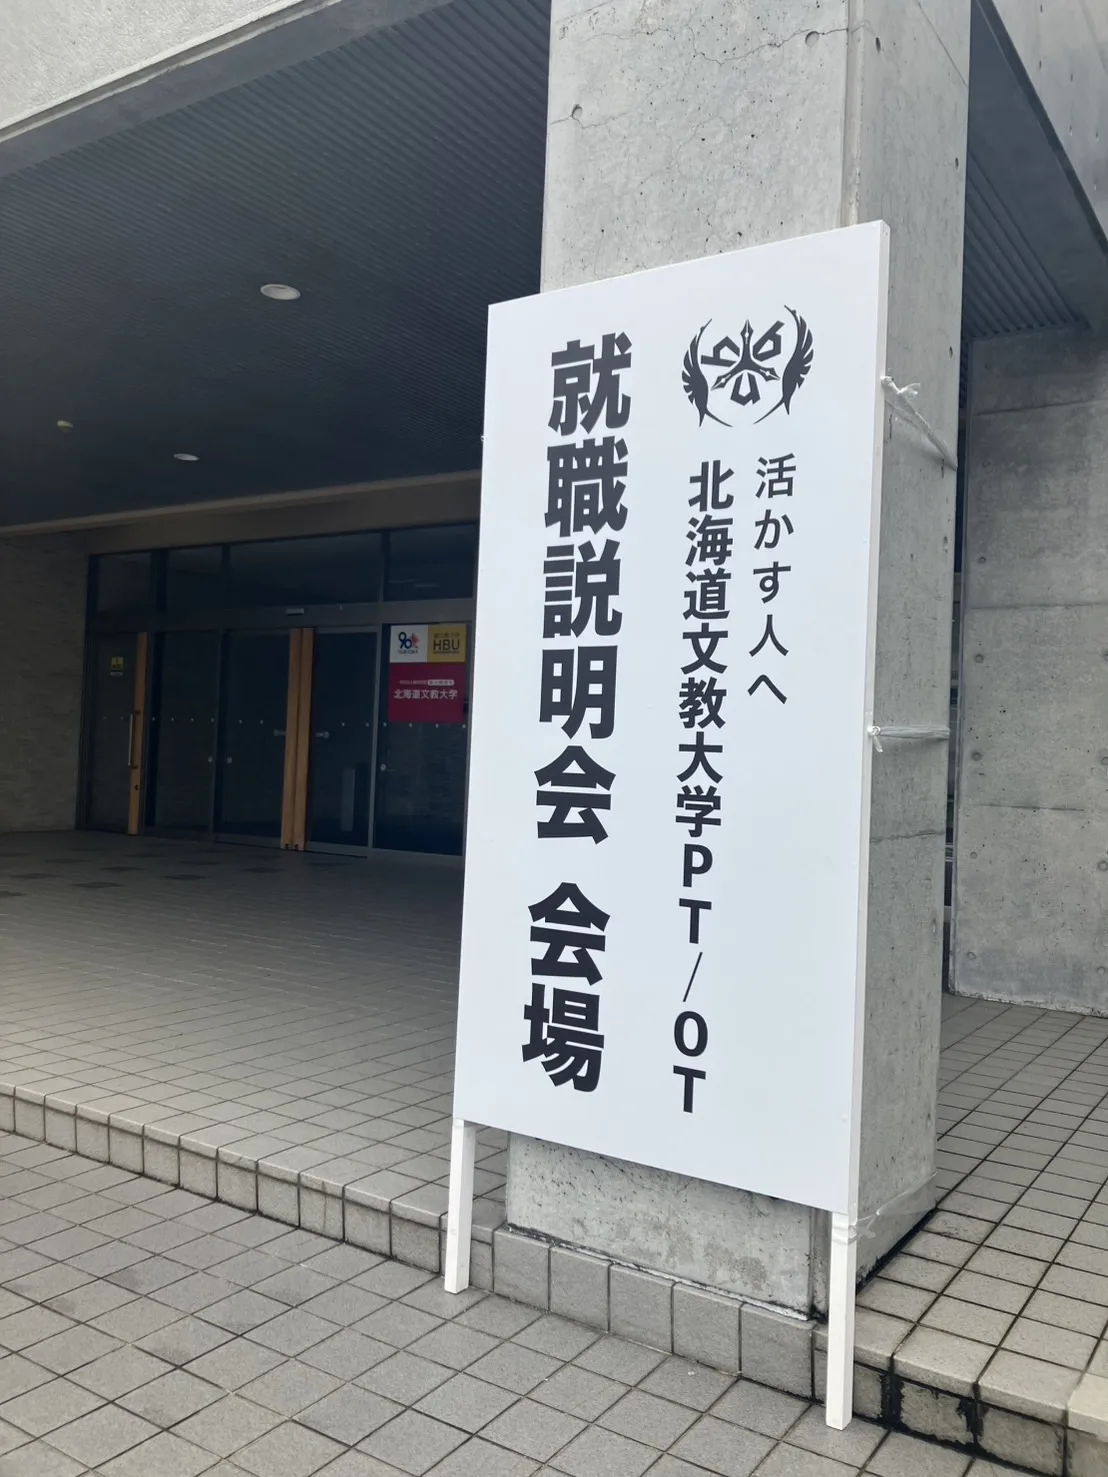 活かす人へ
北海道文教大学PT/OT
就職説明会 会場
HBU
北海道文教大学